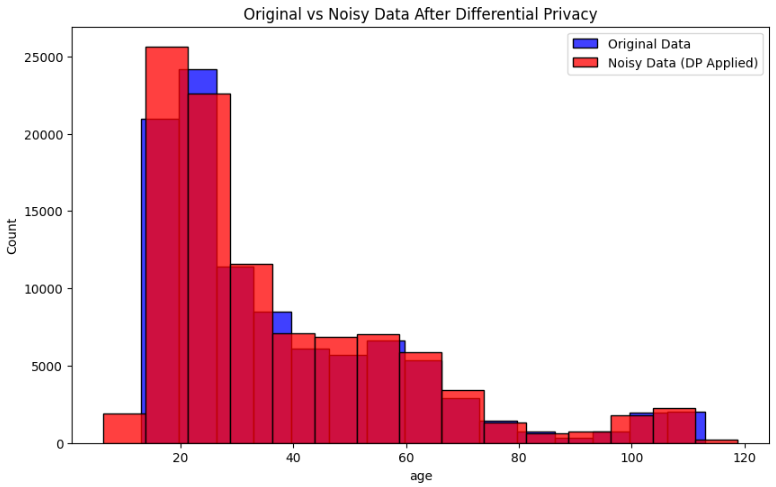 Original vs Noisy Data After Differential Privacy
Original Data
Noisy Data (DP Applied)
Count
25000
20000
15000
10000
5000
0
20 40 60 80 100 120
age